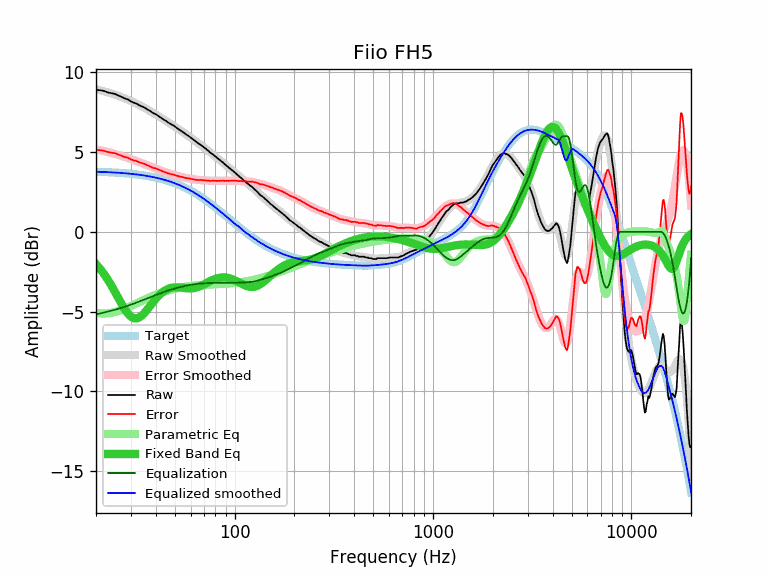 Fiio FH5
10
5
0
−5
−10
−15
Amplitude (dBr)
Target
Raw Smoothed
Error Smoothed
Raw
Error
Parametric Eq
Fixed Band Eq
Equalization
Equalized smoothed
100
1000
10000
Frequency (Hz)